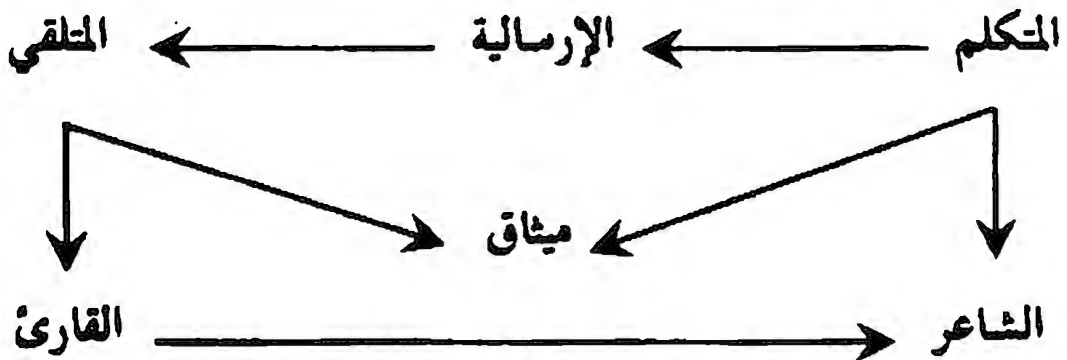 المتكلم الإرسالية المتلقي
ميثاق
الشاعر القارئ